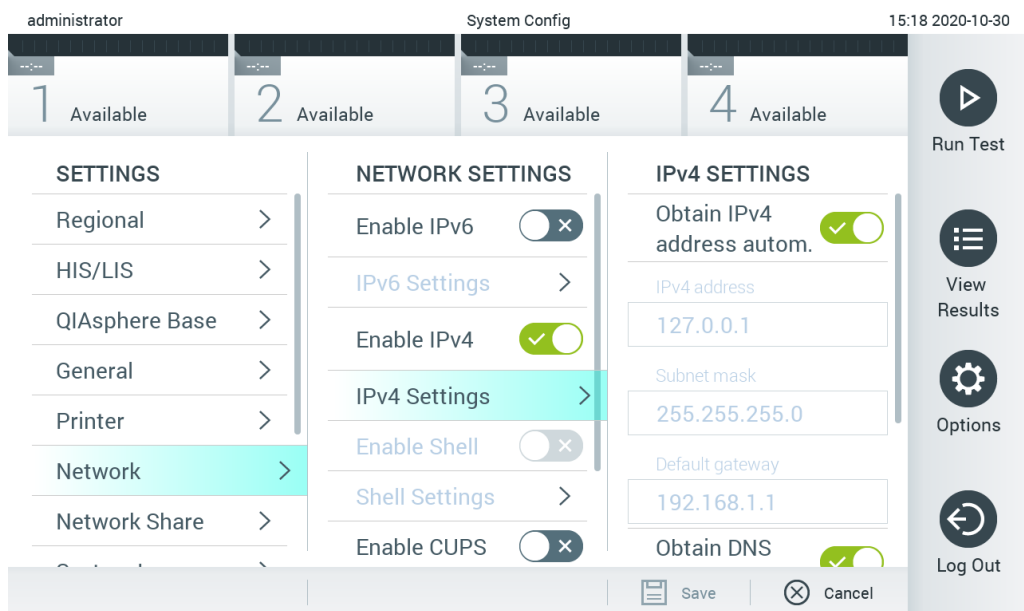 administrator
System Config
15:18 2020-10-30
--:--
1 Available
--:--
2 Available
--:--
3 Available
--:--
4 Available
Run Test
View
Results
Options
Log Out
SETTINGS
Regional
HIS/LIS
QIAsphere Base
General
Printer
Network
Network Share
NETWORK SETTINGS
Enable IPv6
IPv6 Settings
Enable IPv4
IPv4 Settings
Enable Shell
Shell Settings
Enable CUPS
IPv4 SETTINGS
Obtain IPv4
address autom.
IPv4 address
127.0.0.1
Subnet mask
255.255.255.0
Default gateway
192.168.1.1
Obtain DNS
Save
Cancel